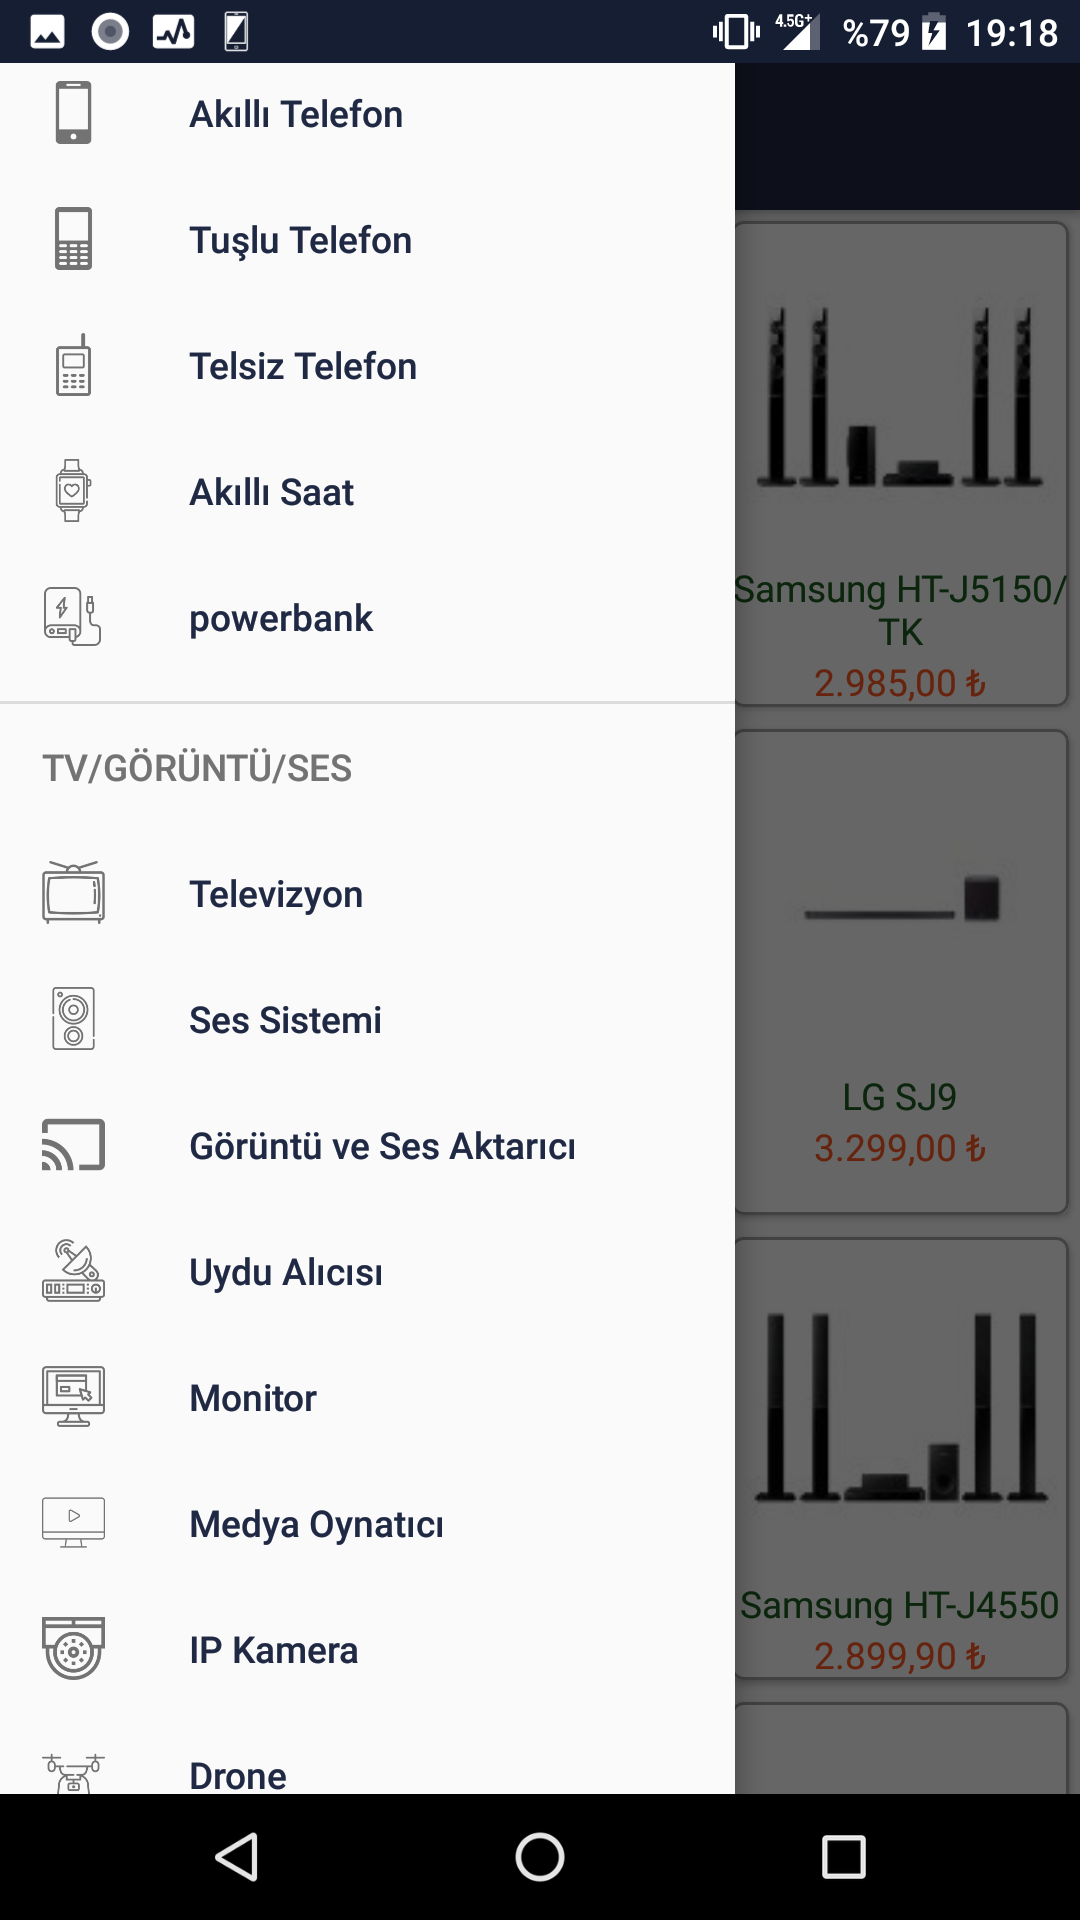 4.5G+ %79 19:18
Akıllı Telefon
Tuşlu Telefon
Telsiz Telefon
Akıllı Saat
powerbank
TV/GÖRÜNTÜ/SES
Televizyon
Ses Sistemi
Görüntü ve Ses Aktarıcı
Uydu Alıcısı
Monitor
Medya Oynatıcı
IP Kamera
Drone
Samsung HT-J5150/
TK
2.985,00 ₺
LG SJ9
3.299,00 ₺
Samsung HT-J4550
2.899,90 ₺